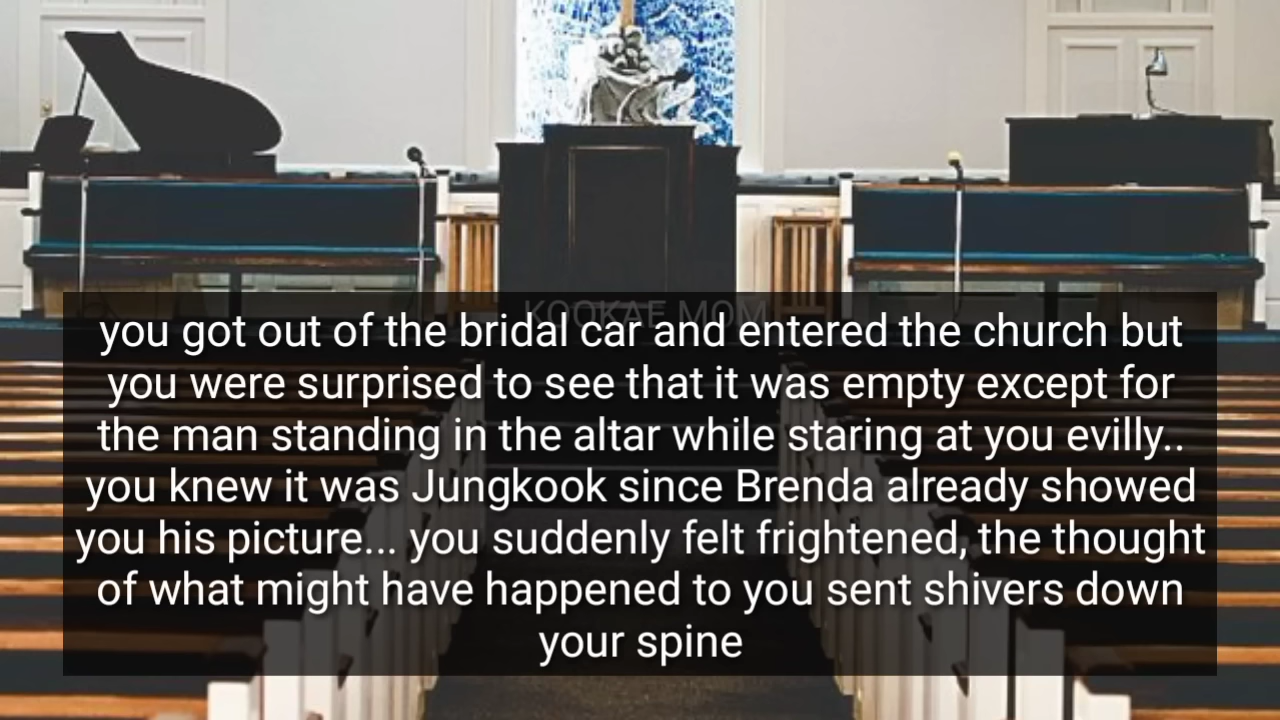 KOOKAE MOM
you got out of the bridal car and entered the church but
you were surprised to see that it was empty except for
the man standing in the altar while staring at you evilly..
you knew it was Jungkook since Brenda already showed
you his picture... you suddenly felt frightened, the thought
of what might have happened to you sent shivers down
your spine